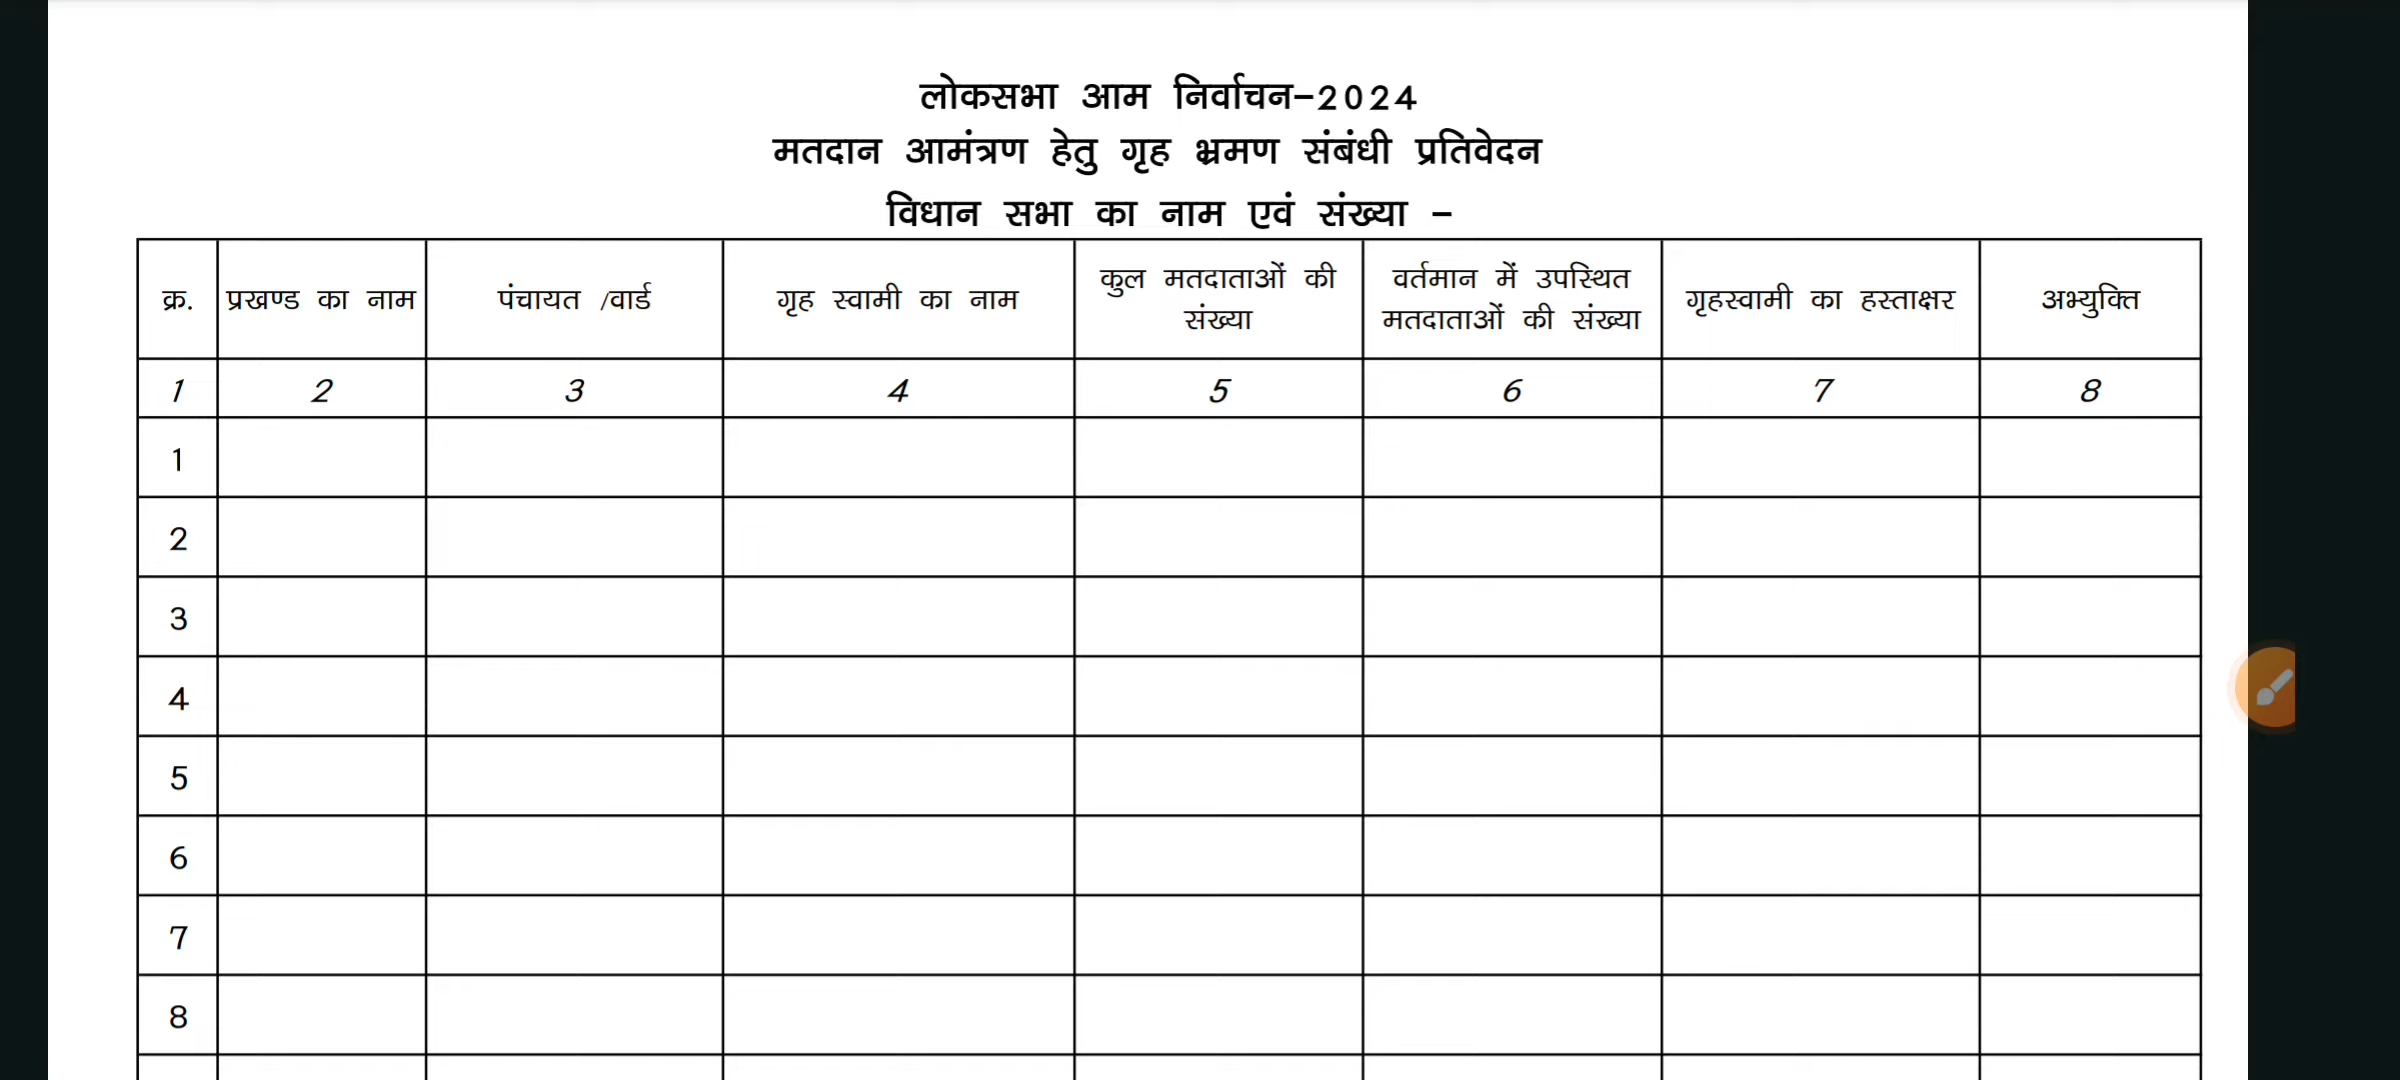 लोकसभा आम निर्वाचन–2024
मतदान आमंत्रण हेतु गृह भ्रमण संबंधी प्रतिवेदन
विधान सभा का नाम एवं संख्या –
क्र. प्रखण्ड का नाम पंचायत /वार्ड गृह स्वामी का नाम कुल मतदाताओं की संख्या वर्तमान में उपस्थित मतदाताओं की संख्या गृहस्वामी का हस्ताक्षर अभ्युक्ति
1 2 3 4 5 6 7 8
1
2
3
4
5
6
7
8